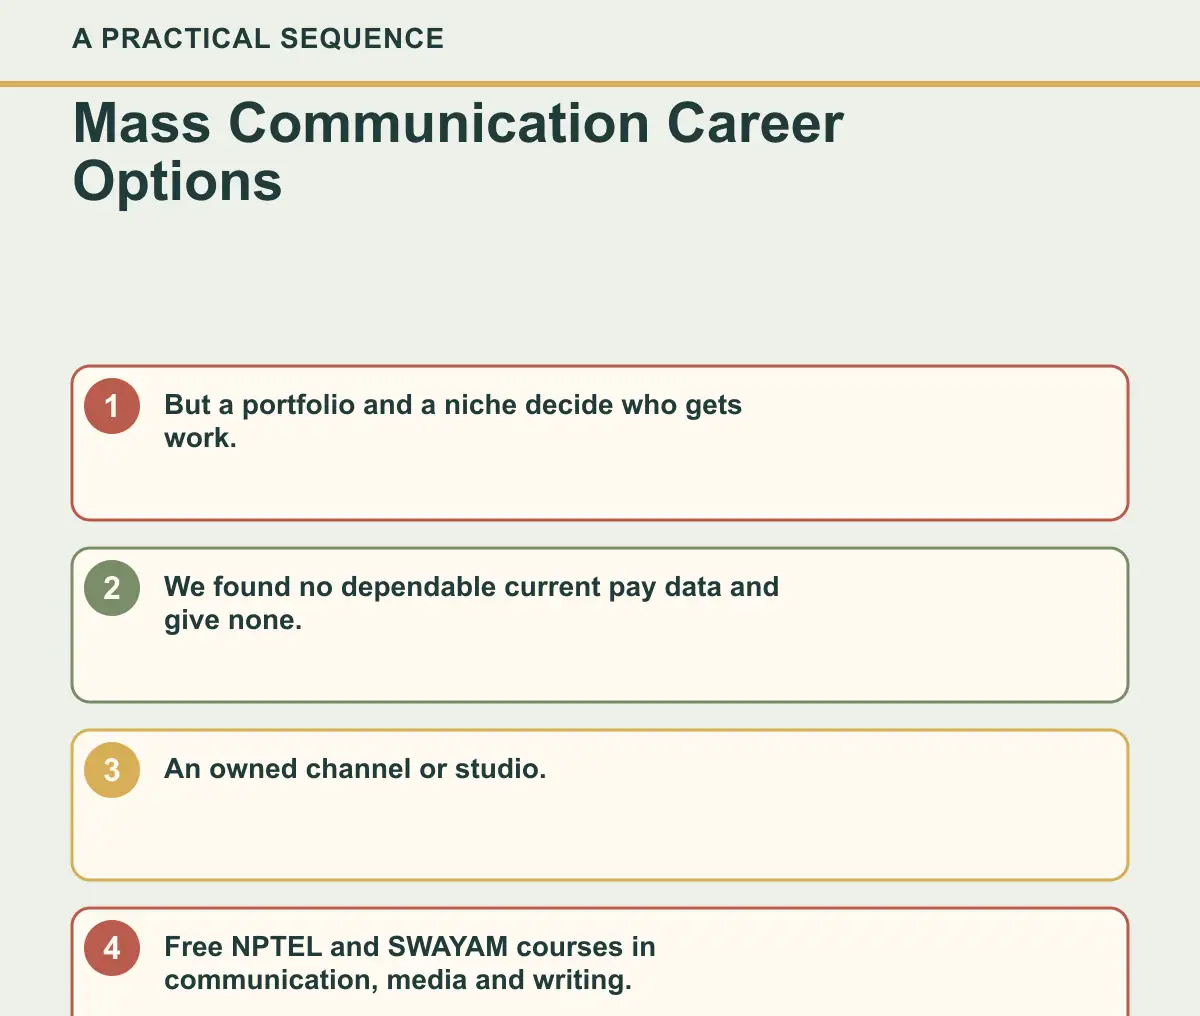 A PRACTICAL SEQUENCE
Mass Communication Career
Options
1
But a portfolio and a niche decide who gets
work.
2
We found no dependable current pay data and
give none.
3
An owned channel or studio.
4
Free NPTEL and SWAYAM courses in
communication, media and writing.